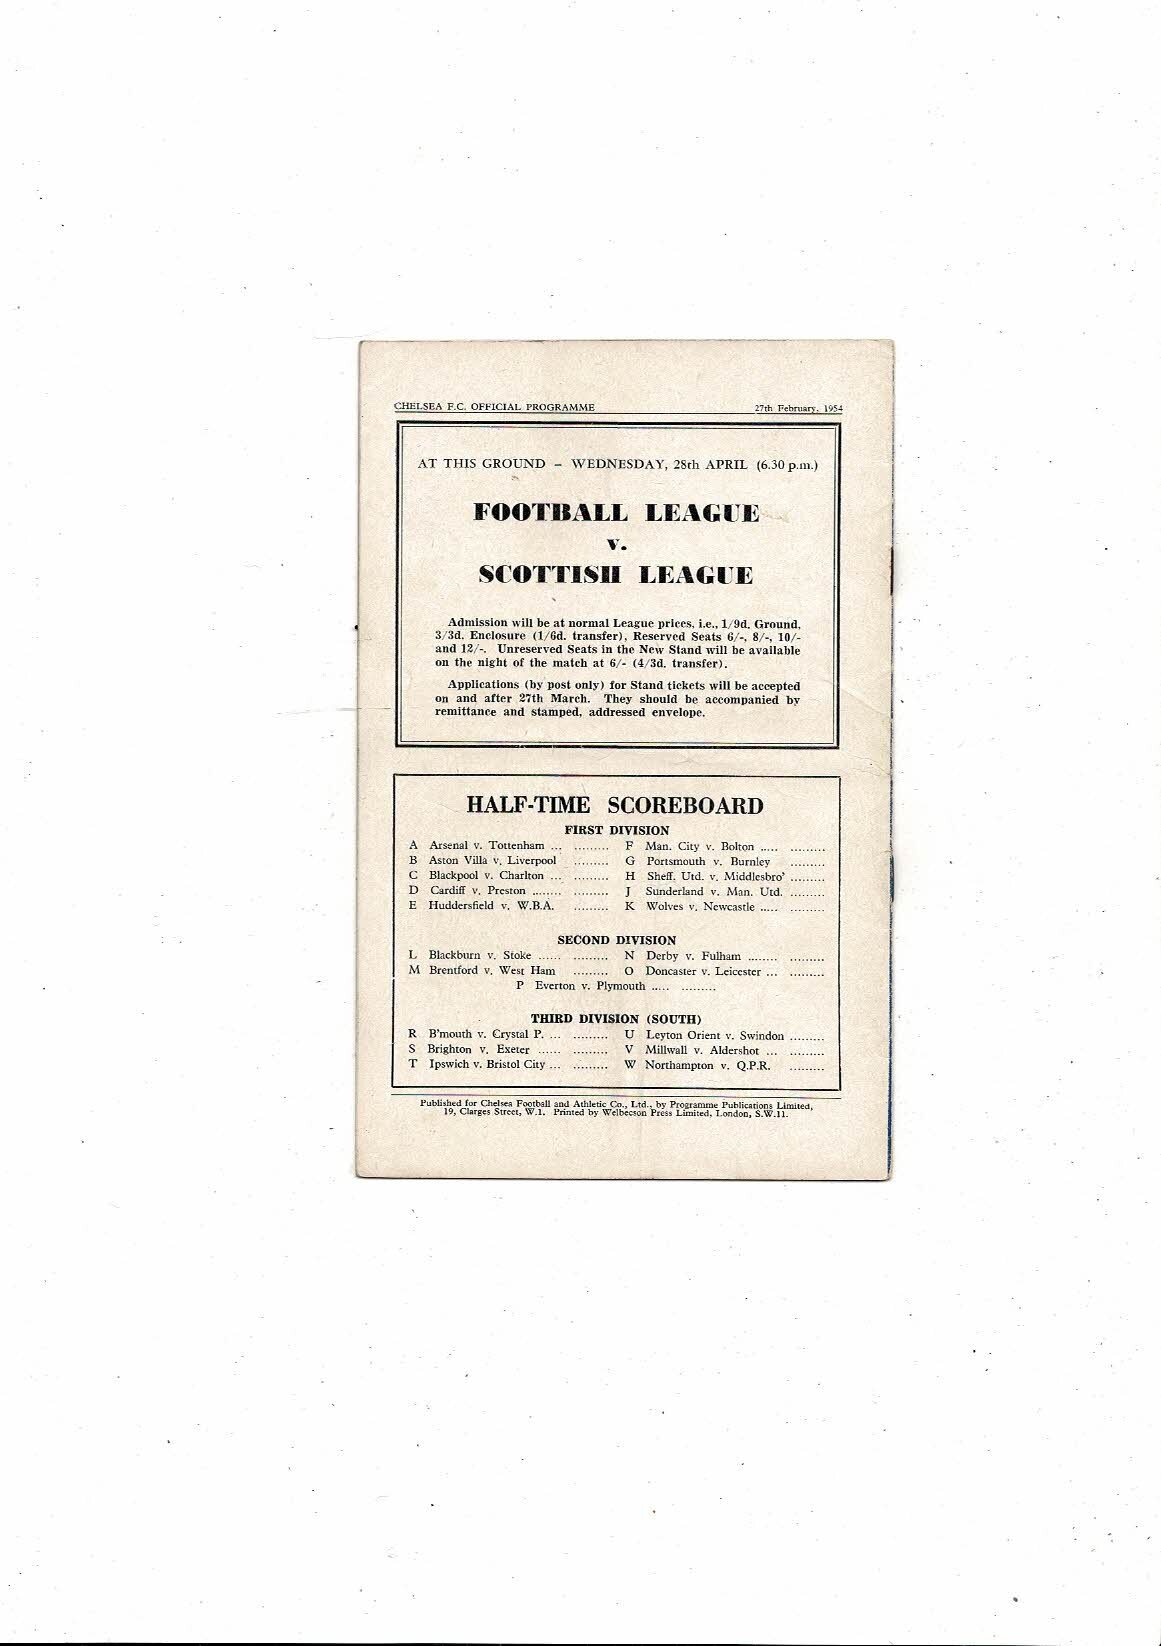 CHELSEA F.C. OFFICIAL PROGRAMME 27th February, 1954
AT THIS GROUND – WEDNESDAY, 28th APRIL (6.30 p.m.)
FOOTBALL LEAGUE
v.
SCOTTISH LEAGUE
Admission will be at normal League prices, i.e., 1/9d. Ground,
3/3d. Enclosure (1/6d. transfer), Reserved Seats 6/-, 8/-, 10/-
and 12/-. Unreserved Seats in the New Stand will be available
on the night of the match at 6/- (4/3d. transfer).
Applications (by post only) for Stand tickets will be accepted
on and after 27th March. They should be accompanied by
remittance and stamped, addressed envelope.
HALF-TIME SCOREBOARD
FIRST DIVISION
A Arsenal v. Tottenham ... ......... F Man. City v. Bolton ..... .........
B Aston Villa v. Liverpool ......... G Portsmouth v. Burnley .........
C Blackpool v. Charlton ... ......... H Sheff. Utd. v. Middlesbro' .........
D Cardiff v. Preston ........ ......... J Sunderland v. Man. Utd. .........
E Huddersfield v. W.B.A. ......... K Wolves v. Newcastle ..... .........
SECOND DIVISION
L Blackburn v. Stoke ...... ......... N Derby v. Fulham ........ .........
M Brentford v. West Ham ......... O Doncaster v. Leicester ... .........
P Everton v. Plymouth ..... .........
THIRD DIVISION (SOUTH)
R B'mouth v. Crystal P. ... ......... U Leyton Orient v. Swindon .........
S Brighton v. Exeter ...... ......... V Millwall v. Aldershot ... .........
T Ipswich v. Bristol City ... ......... W Northampton v. Q.P.R. .........
Published for Chelsea Football and Athletic Co., Ltd., by Programme Publications Limited,
19, Clarges Street, W.1. Printed by Welbecson Press Limited, London, S.W.11.